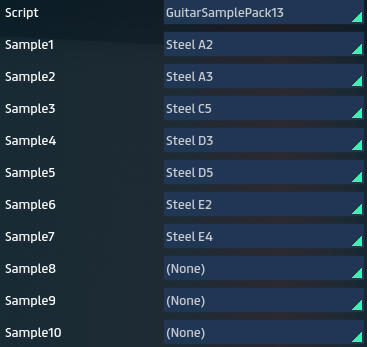 Script GuitarSamplePack13
Sample1 Steel A2
Sample2 Steel A3
Sample3 Steel C5
Sample4 Steel D3
Sample5 Steel D5
Sample6 Steel E2
Sample7 Steel E4
Sample8 (None)
Sample9 (None)
Sample10 (None)